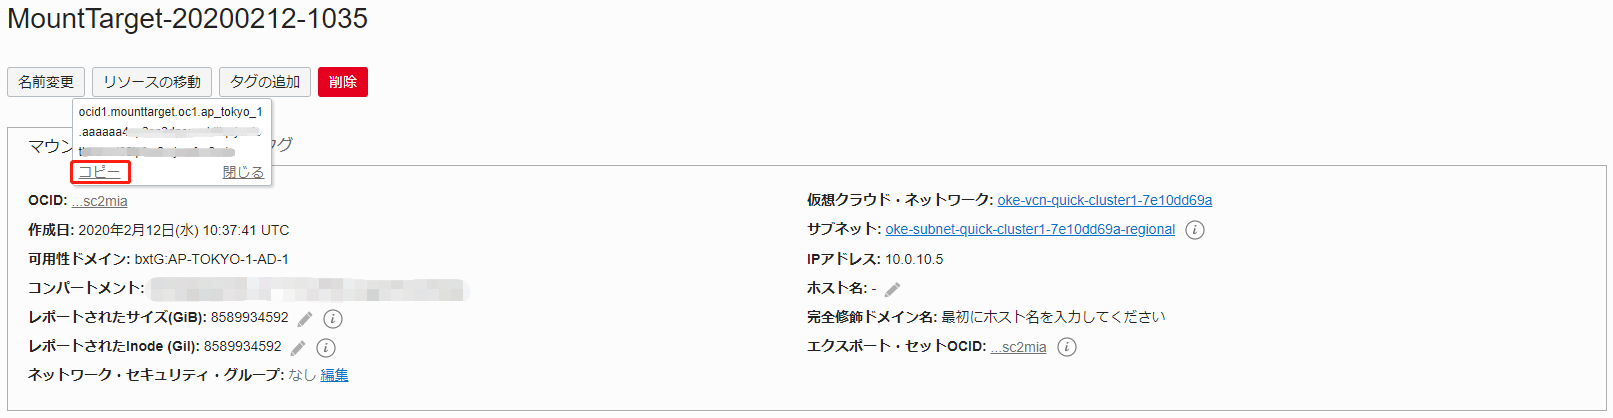 MountTarget-20200212-1035
名前変更 リソースの移動 タグの追加 削除
ocid1.mounttarget.oc1.ap_tokyo_1
.aaaaaa4
マウン グ
コピー 閉じる
OCID: ...sc2mia
作成日: 2020年2月12日(水) 10:37:41 UTC
可用性ドメイン: bxtG:AP-TOKYO-1-AD-1
コンパートメント:
レポートされたサイズ(GiB): 8589934592
レポートされたInode (GiI): 8589934592
ネットワーク・セキュリティ・グループ: なし 編集
仮想クラウド・ネットワーク: oke-vcn-quick-cluster1-7e10dd69a
サブネット: oke-subnet-quick-cluster1-7e10dd69a-regional
IPアドレス: 10.0.10.5
ホスト名: -
完全修飾ドメイン名: 最初にホスト名を入力してください
エクスポート・セットOCID: ...sc2mia